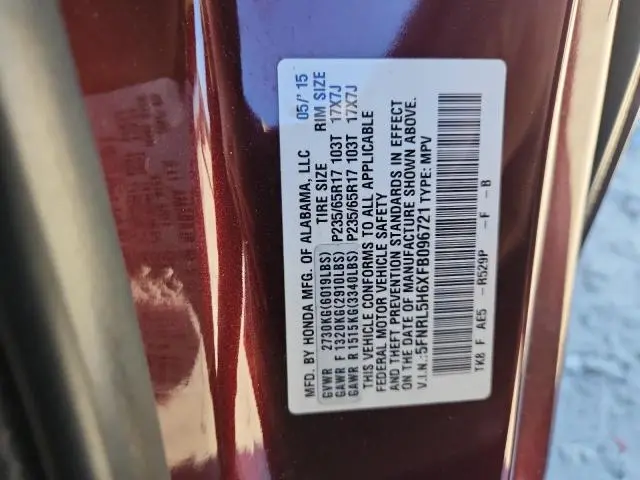 MFD. BY HONDA MFG. OF ALABAMA, LLC 05/'15
TIRE SIZE RIM SIZE
GVWR 2730KG(6019LBS)
GAWR F 1320KG(2910LBS) P235/65R17 103T 17X7J
GAWR R 1515KG(3340LBS) P235/65R17 103T 17X7J
THIS VEHICLE CONFORMS TO ALL APPLICABLE
FEDERAL MOTOR VEHICLE SAFETY
AND THEFT PREVENTION STANDARDS IN EFFECT
ON THE DATE OF MANUFACTURE SHOWN ABOVE.
V.I.N.:5FNRL5H6XFB096721 TYPE: MPV
TK8 F AE5 -R529P -F -B